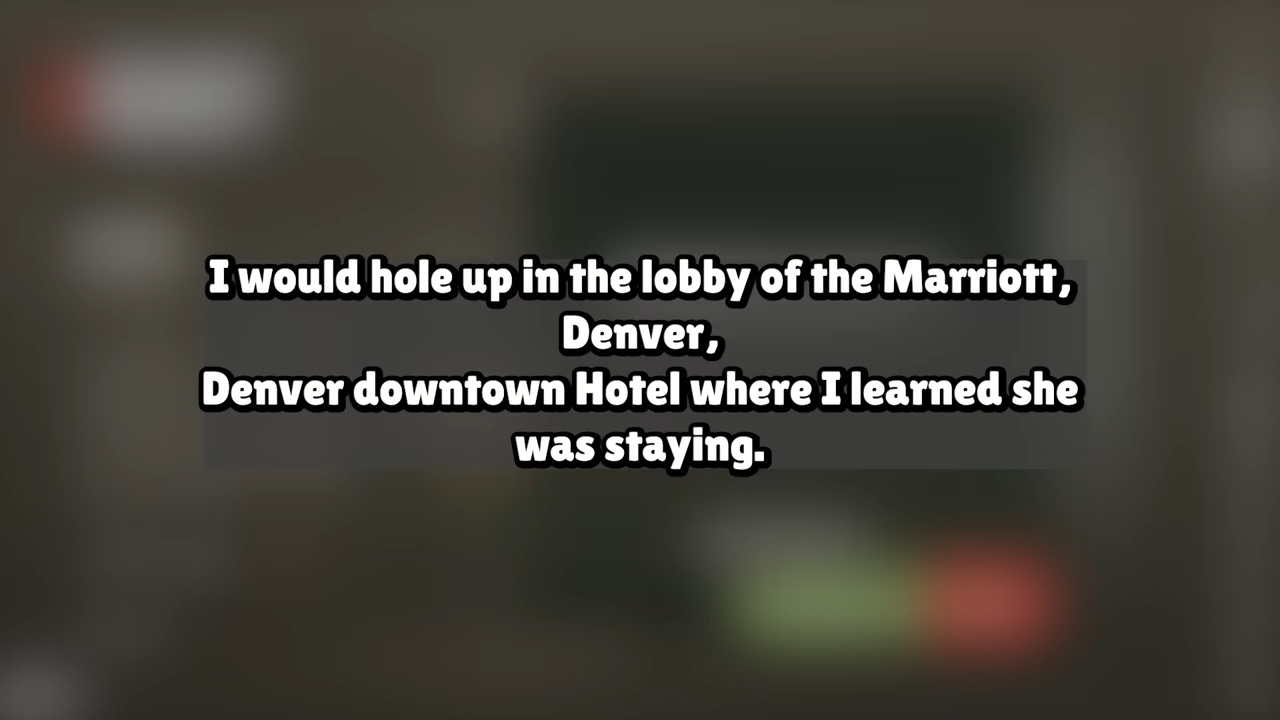 I would hole up in the lobby of the Marriott,
Denver,
Denver downtown Hotel where I learned she
was staying.